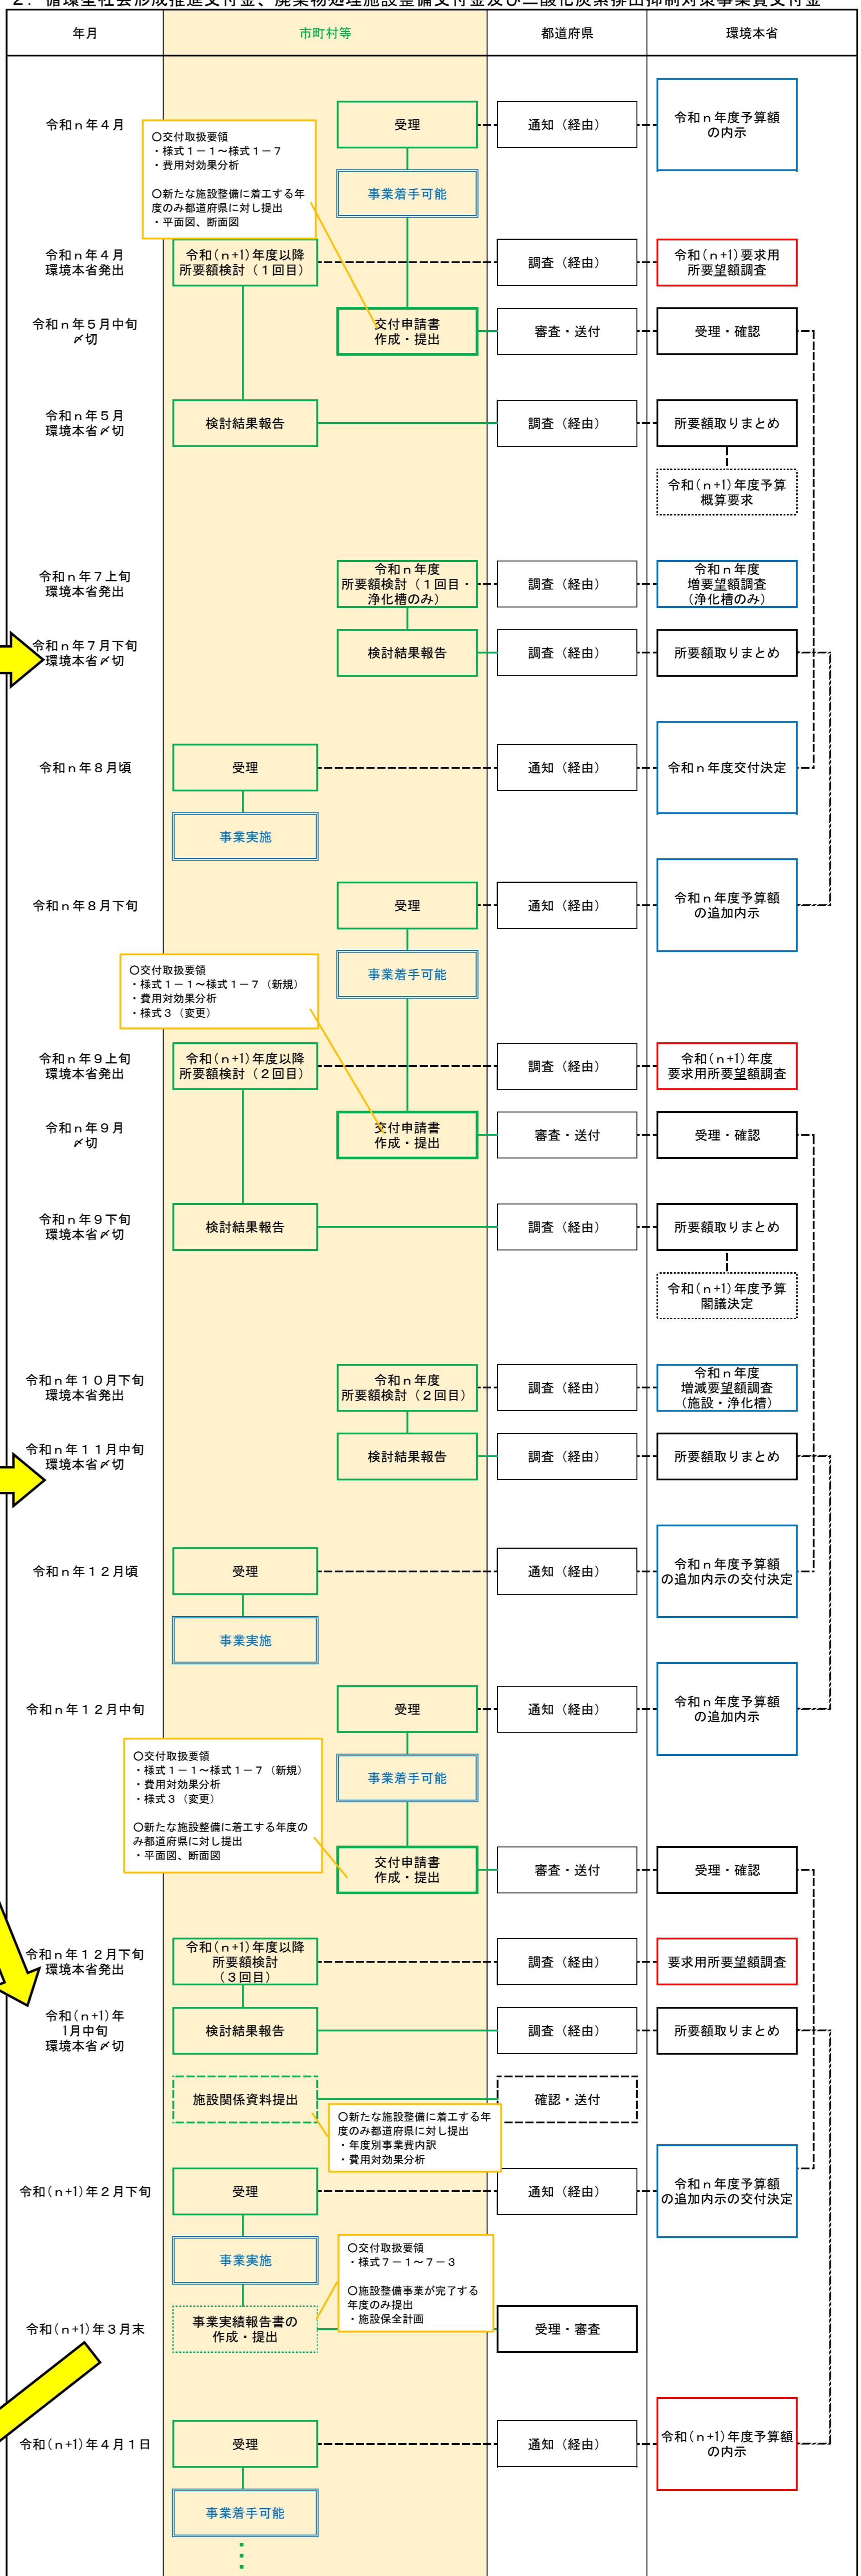 ２．循環型社会形成推進交付金、廃棄物処理施設整備交付金及び二酸化炭素排出抑制対策事業費交付金
年月
市町村等
都道府県
環境本省
令和ｎ年４月
受理
通知（経由）
令和ｎ年度予算額
の内示
〇交付取扱要領
・様式１－１～様式１－７
・費用対効果分析
〇新たな施設整備に着工する年
度のみ都道府県に対し提出
・平面図、断面図
事業着手可能
令和ｎ年４月
環境本省発出
令和(n+1)年度以降
所要額検討（１回目）
調査（経由）
令和(n+1)要求用
所要望額調査
令和ｎ年５月中旬
〆切
交付申請書
作成・提出
審査・送付
受理・確認
令和ｎ年５月
環境本省〆切
検討結果報告
調査（経由）
所要額取りまとめ
令和(n+1)年度予算
概算要求
令和ｎ年７上旬
環境本省発出
令和ｎ年度
所要額検討（１回目・
浄化槽のみ）
調査（経由）
令和ｎ年度
増要望額調査
（浄化槽のみ）
令和ｎ年７月下旬
環境本省〆切
検討結果報告
調査（経由）
所要額取りまとめ
令和ｎ年８月頃
受理
通知（経由）
令和ｎ年度交付決定
事業実施
令和ｎ年８月下旬
受理
通知（経由）
令和ｎ年度予算額
の追加内示
〇交付取扱要領
・様式１－１～様式１－７（新規）
・費用対効果分析
・様式３（変更）
事業着手可能
令和ｎ年９上旬
環境本省発出
令和(n+1)年度以降
所要額検討（２回目）
調査（経由）
令和(n+1)年度
要求用所要望額調査
令和ｎ年９月
〆切
交付申請書
作成・提出
審査・送付
受理・確認
令和ｎ年９下旬
環境本省〆切
検討結果報告
調査（経由）
所要額取りまとめ
令和(n+1)年度予算
閣議決定
令和ｎ年１０月下旬
環境本省発出
令和ｎ年度
所要額検討（２回目）
調査（経由）
令和ｎ年度
増減要望額調査
（施設・浄化槽）
令和ｎ年１１月中旬
環境本省〆切
検討結果報告
調査（経由）
所要額取りまとめ
令和ｎ年１２月頃
受理
通知（経由）
令和ｎ年度予算額
の追加内示の交付決定
事業実施
令和ｎ年１２月中旬
受理
通知（経由）
令和ｎ年度予算額
の追加内示
〇交付取扱要領
・様式１－１～様式１－７（新規）
・費用対効果分析
・様式３（変更）
〇新たな施設整備に着工する年度の
み都道府県に対し提出
・平面図、断面図
事業着手可能
交付申請書
作成・提出
審査・送付
受理・確認
令和ｎ年１２月下旬
環境本省発出
令和(n+1)年度以降
所要額検討
（３回目）
調査（経由）
要求用所要望額調査
令和(n+1)年
1月中旬
環境本省〆切
検討結果報告
調査（経由）
所要額取りまとめ
施設関係資料提出
確認・送付
〇新たな施設整備に着工する年
度のみ都道府県に対し提出
・年度別事業費内訳
・費用対効果分析
令和(n+1)年２月下旬
受理
通知（経由）
令和ｎ年度予算額
の追加内示の交付決定
事業実施
〇交付取扱要領
・様式７－１～７－３
〇施設整備事業が完了する
年度のみ提出
・施設保全計画
令和(n+1)年３月末
事業実績報告書の
作成・提出
受理・審査
令和(n+1)年４月１日
受理
通知（経由）
令和(n+1)年度予算額
の内示
事業着手可能